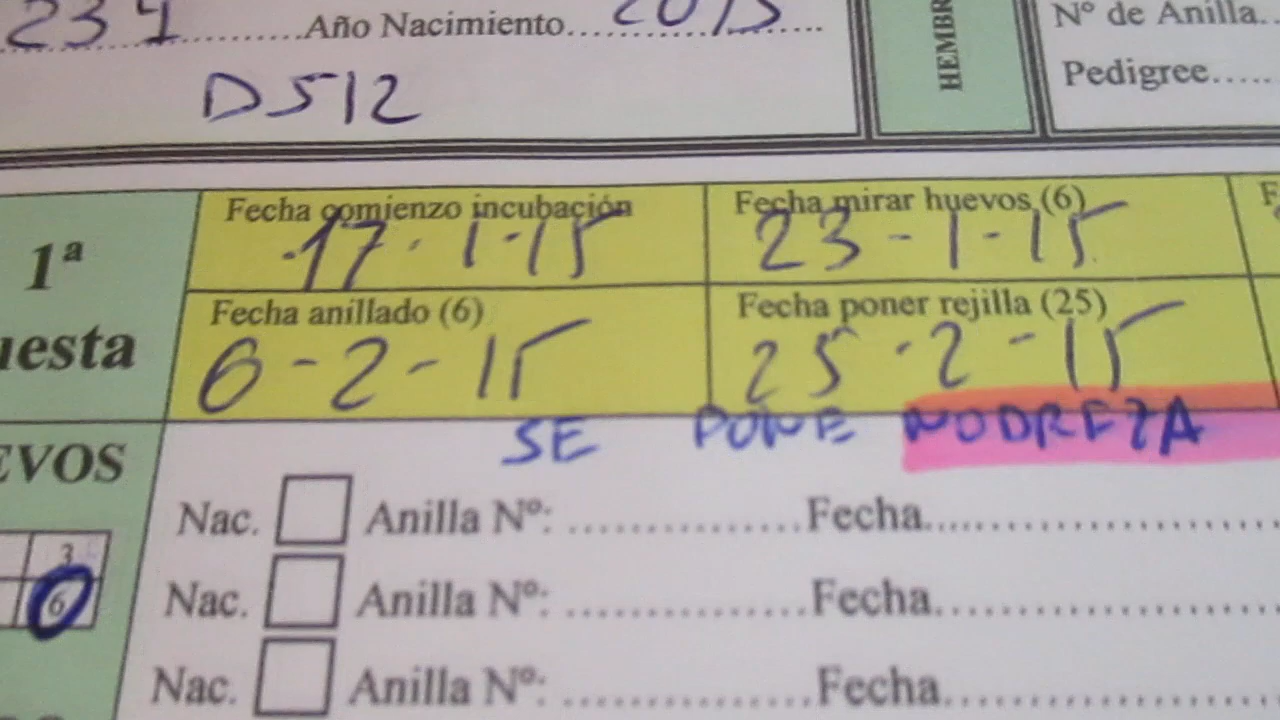 234 Año Nacimiento 2013
D512
HEMBR
Nº de Anilla
Pedigree
1ª
uesta
Fecha comienzo incubación
17-1-15
Fecha mirar huevos (6)
23-1-15
Fecha anillado (6)
6-2-15
Fecha poner rejilla (25)
25-2-15
SE PONE NODREZA
EVOS
3
6
Nac. Anilla Nº: Fecha
Nac. Anilla Nº: Fecha
Nac. Anilla Nº: Fecha